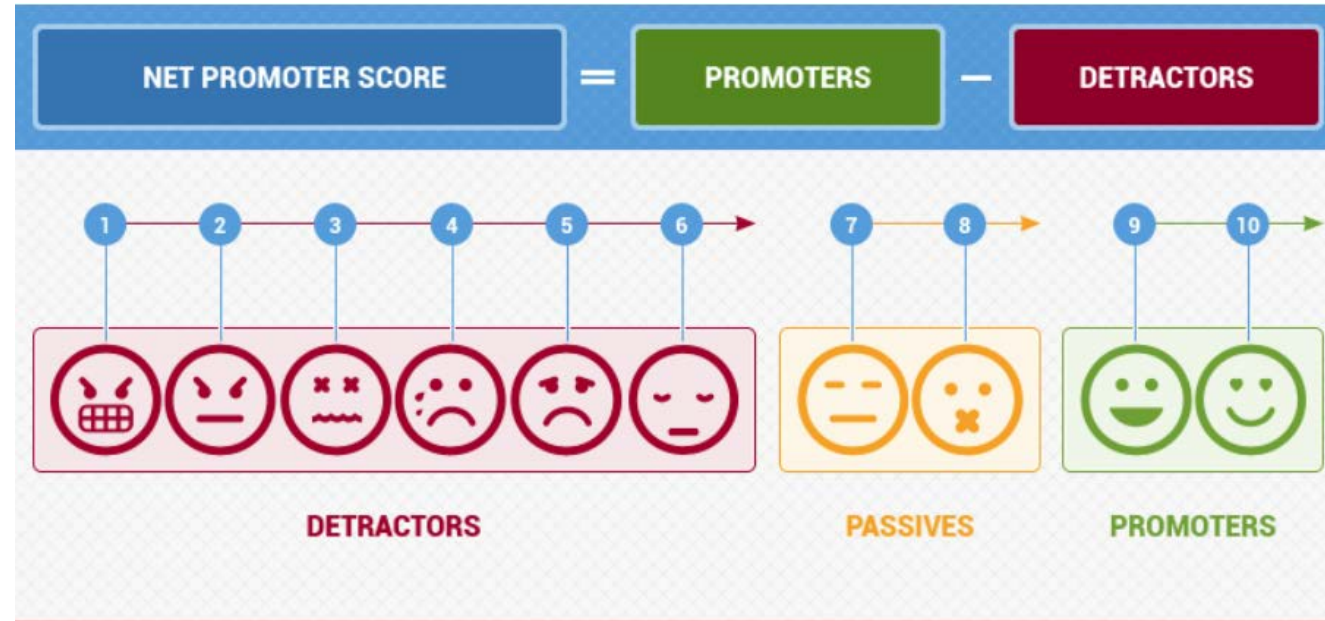 NET PROMOTER SCORE = PROMOTERS – DETRACTORS
1 2 3 4 5 6 7 8 9 10
DETRACTORS PASSIVES PROMOTERS